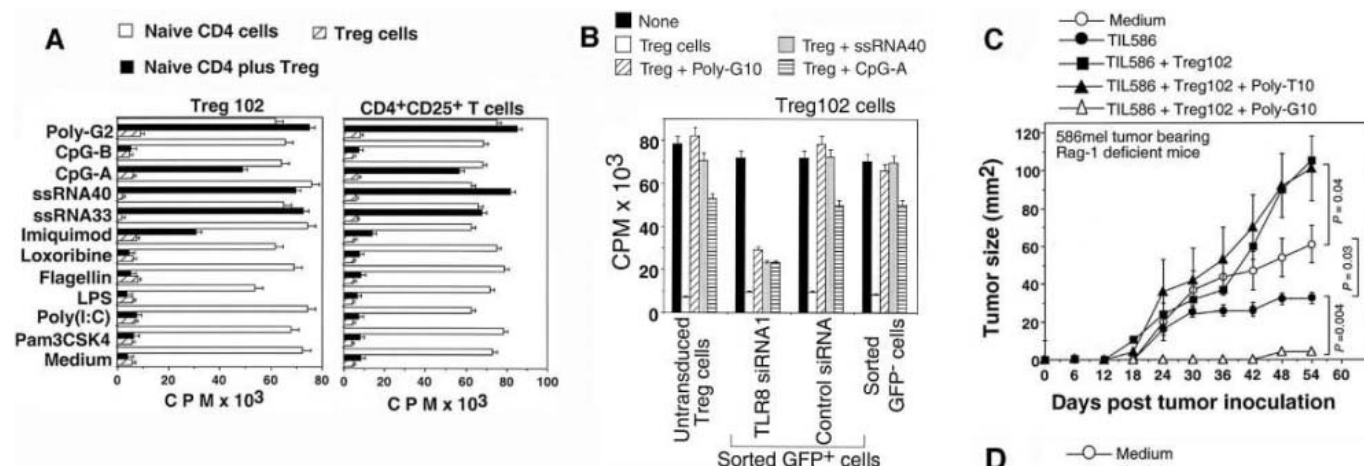 A
Naive CD4 cells
Treg cells
Naive CD4 plus Treg
Treg 102
CD4+CD25+ T cells
Poly-G2
CpG-B
CpG-A
ssRNA40
ssRNA33
Imiquimod
Loxoribine
Flagellin
LPS
Poly(I:C)
Pam3CSK4
Medium
0 20 40 60 80
0 20 40 60 80 100
C P M x 10³
C P M x 10³
B
None
Treg cells
Treg + ssRNA40
Treg + Poly-G10
Treg + CpG-A
Treg102 cells
CPM x 10³
80
60
40
20
0
Untransduced
Treg cells
TLR8 siRNA1
Control siRNA
Sorted
GFP- cells
Sorted GFP+ cells
C
Medium
TIL586
TIL586 + Treg102
TIL586 + Treg102 + Poly-T10
TIL586 + Treg102 + Poly-G10
586mel tumor bearing
Rag-1 deficient mice
Tumor size (mm2)
120
100
80
60
40
20
0
P = 0.04
P = 0.03
P =0.004
0 6 12 18 24 30 36 42 48 54 60
Days post tumor inoculation
D
Medium